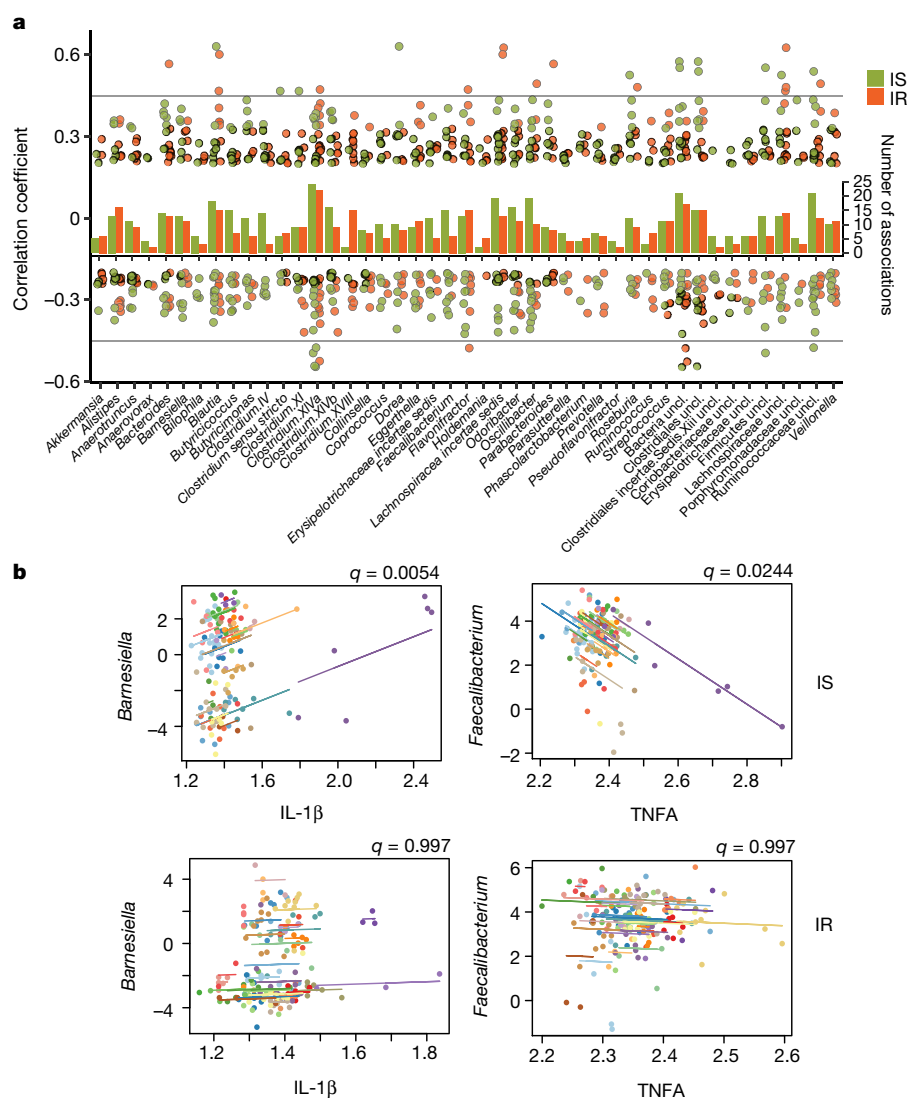 a
Correlation coefficient
0.6
0.3
0
−0.3
−0.6
IS
IR
Number of associations
25
20
15
10
5
0
Akkermansia
Alistipes
Anaerotruncus
Anaerovorax
Bacteroides
Barnesiella
Bilophila
Blautia
Butyricicoccus
Butyricimonas
Clostridium.IV
Clostridium sensu stricto
Clostridium.XI
Clostridium.XIVa
Clostridium.XIVb
Clostridium.XVIII
Collinsella
Coprococcus
Dorea
Eggerthella
Erysipelotrichaceae incertae sedis
Faecalibacterium
Flavonifractor
Holdemania
Lachnospiracea incertae sedis
Odoribacter
Oscillibacter
Parabacteroides
Parasutterella
Phascolarctobacterium
Prevotella
Pseudoflavonifractor
Roseburia
Ruminococcus
Streptococcus
Bacteria uncl.
Clostridiales uncl.
Clostridiales incertae Sedis.XII uncl.
Coriobacteriaceae uncl.
Erysipelotrichaceae uncl.
Firmicutes uncl.
Lachnospiraceae uncl.
Porphyromonadaceae uncl.
Ruminococcaceae uncl.
Veillonella
b
q = 0.0054
Barnesiella
2
0
−4
1.2
1.6
2.0
2.4
IL-1β
q = 0.0244
Faecalibacterium
4
2
0
−2
2.2
2.4
2.6
2.8
TNFA
IS
q = 0.997
Barnesiella
4
0
−4
1.2
1.4
1.6
1.8
IL-1β
q = 0.997
Faecalibacterium
6
4
2
0
2.2
2.3
2.4
2.5
2.6
TNFA
IR